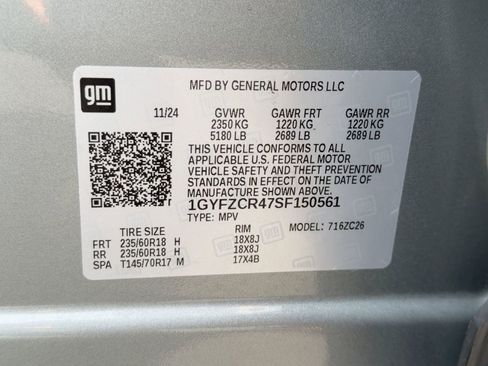 gm
MFD BY GENERAL MOTORS LLC
11/24 GVWR GAWR FRT GAWR RR
2350 KG 1220 KG 1220 KG
5180 LB 2689 LB 2689 LB
THIS VEHICLE CONFORMS TO ALL
APPLICABLE U.S. FEDERAL MOTOR
VEHICLE SAFETY AND THEFT PREVENTION
STANDARDS IN EFFECT ON THE DATE OF
MANUFACTURE SHOWN ABOVE.
1GYFZCR47SF150561
TYPE: MPV MODEL: 716ZC26
TIRE SIZE RIM
FRT 235/60R18 H 18X8J
RR 235/60R18 H 18X8J
SPA T145/70R17 M 17X4B